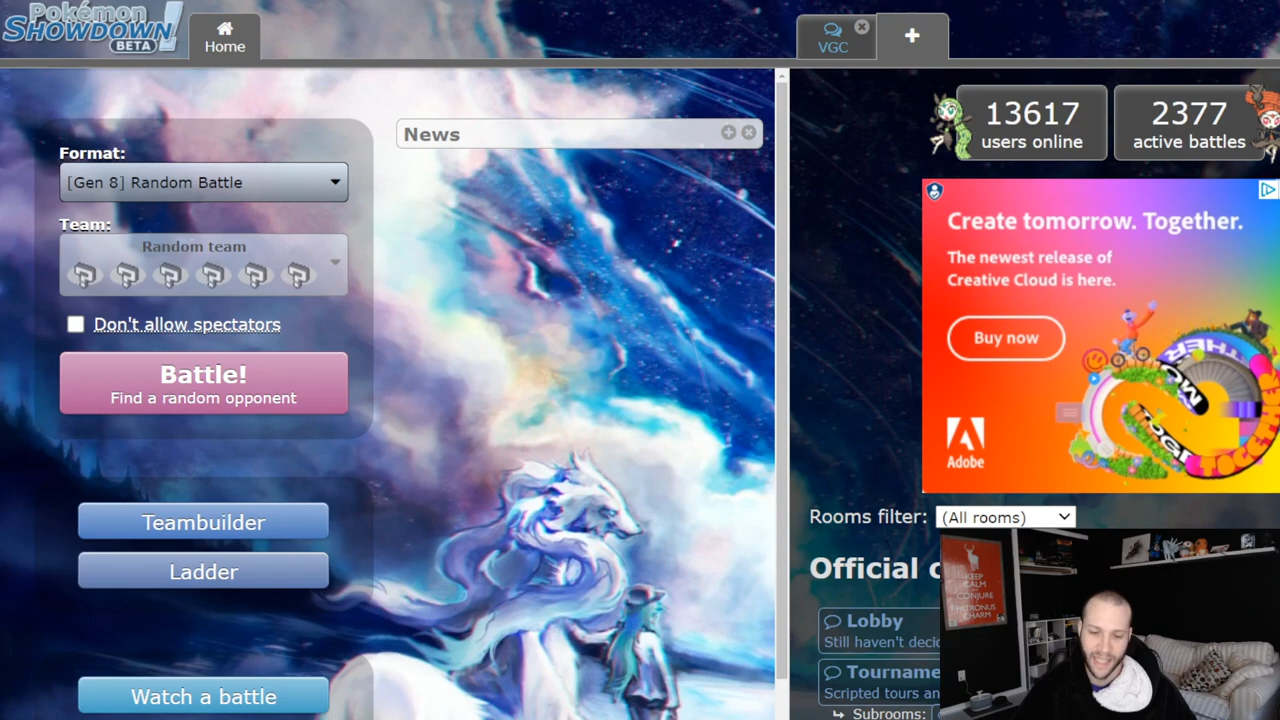 Pokémon
SHOWDOWN!
BETA
Home
VGC
Format:
[Gen 8] Random Battle
Team:
Random team
Don't allow spectators
Battle!
Find a random opponent
Teambuilder
Ladder
Watch a battle
News
13617
users online
2377
active battles
Create tomorrow. Together.
The newest release of
Creative Cloud is here.
Buy now
Adobe
Rooms filter:
(All rooms)
Official c
Lobby
Still haven't decid
Tourname
Scripted tours an
Subrooms:
KEEP
CALM
CONJURE
PATRONUS
CHARM